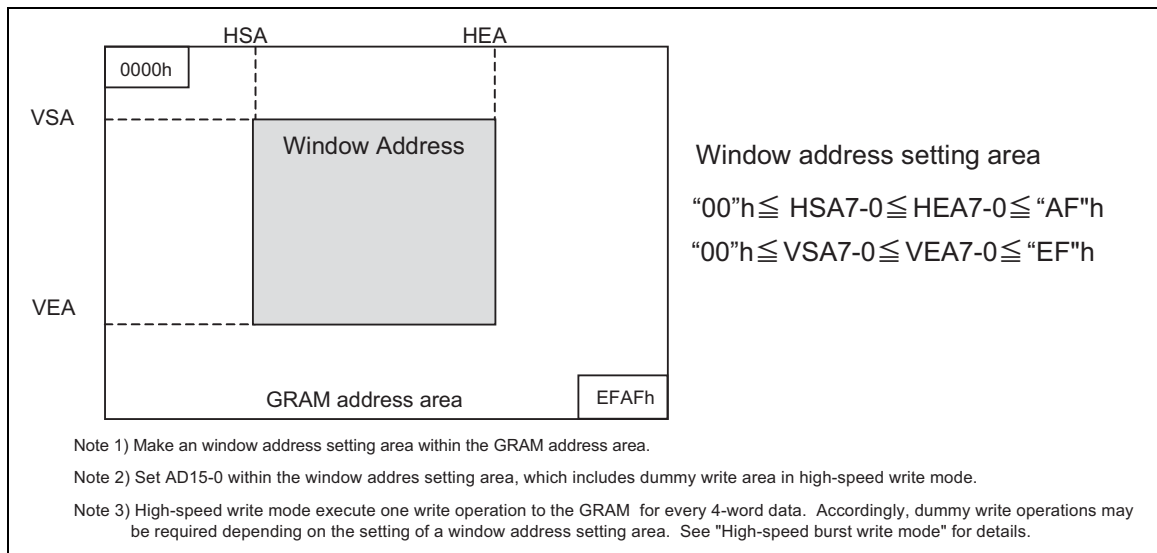 HSA HEA
0000h
VSA
Window Address
Window address setting area
“00”h≦ HSA7-0≦HEA7-0≦“AF"h
“00”h≦VSA7-0≦VEA7-0≦“EF"h
VEA
GRAM address area
EFAFh
Note 1) Make an window address setting area within the GRAM address area.
Note 2) Set AD15-0 within the window addres setting area, which includes dummy write area in high-speed write mode.
Note 3) High-speed write mode execute one write operation to the GRAM for every 4-word data. Accordingly, dummy write operations may
be required depending on the setting of a window address setting area. See "High-speed burst write mode" for details.